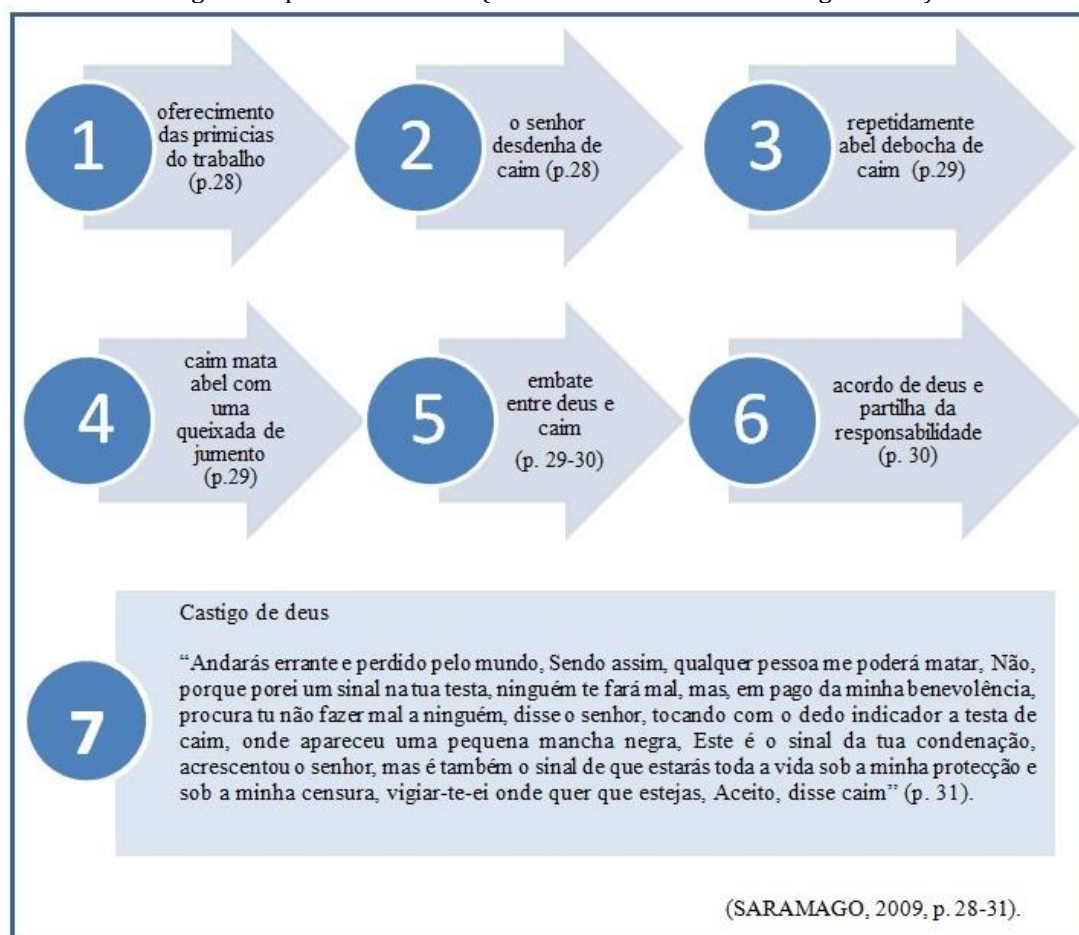 1
oferecimento
das primícias
do trabalho
(p.28)
2
o senhor
desdenha de
caim (p.28)
3
repetidamente
abel debocha de
caim (p.29)
4
caim mata
abel com
uma
queixada de
jumento
(p.29)
5
embate
entre deus e
caim
(p. 29-30)
6
acordo de deus e
partilha da
responsabilidade
(p. 30)
7
Castigo de deus
“Andarás errante e perdido pelo mundo, Sendo assim, qualquer pessoa me poderá matar, Não,
porque porei um sinal na tua testa, ninguém te fará mal, mas, em pago da minha benevolência,
procura tu não fazer mal a ninguém, disse o senhor, tocando com o dedo indicador a testa de
caim, onde apareceu uma pequena mancha negra, Este é o sinal da tua condenação,
acrescentou o senhor, mas é também o sinal de que estarás toda a vida sob a minha protecção e
sob a minha censura, vigiar-te-ei onde quer que estejas, Aceito, disse caim” (p. 31).
(SARAMAGO, 2009, p. 28-31).